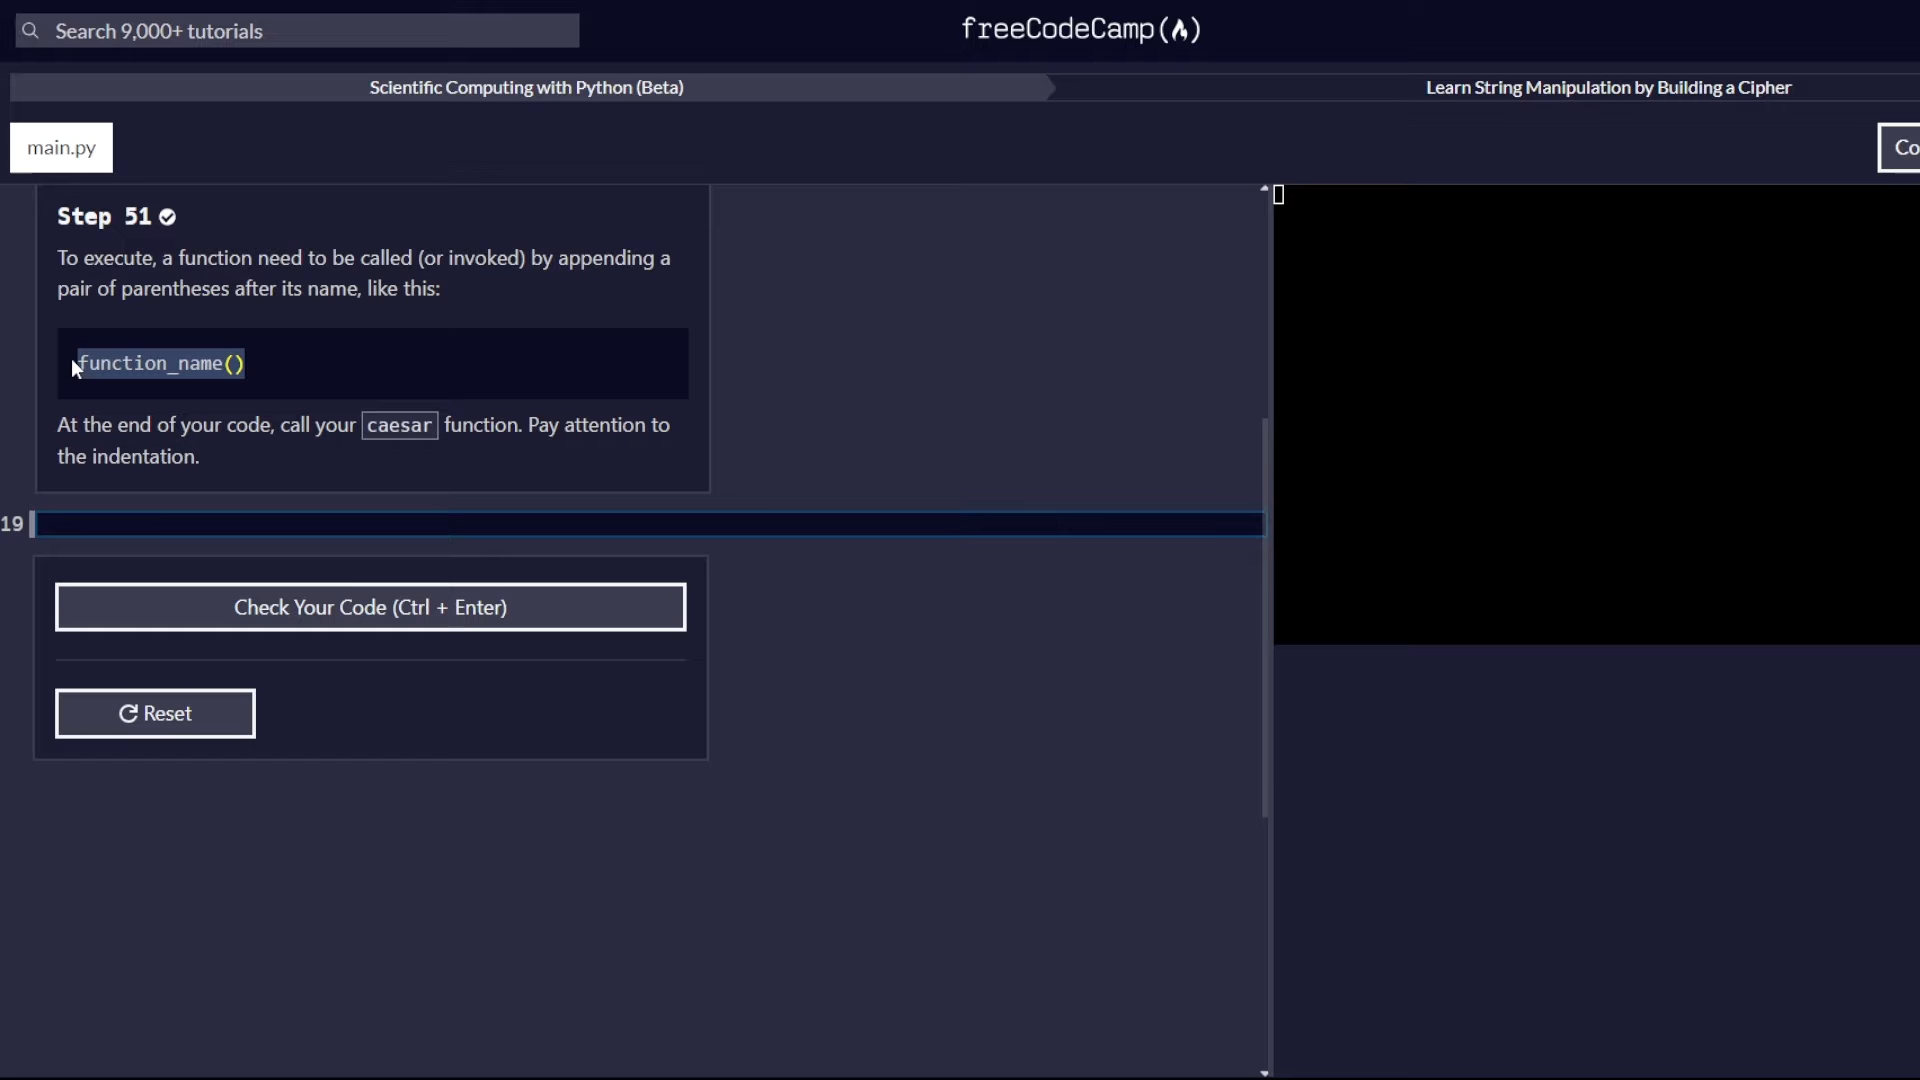 Search 9,000+ tutorials
freeCodeCamp
Scientific Computing with Python (Beta)
Learn String Manipulation by Building a Cipher
main.py
Co
Step 51
To execute, a function need to be called (or invoked) by appending a
pair of parentheses after its name, like this:
function_name()
At the end of your code, call your caesar function. Pay attention to
the indentation.
19
Check Your Code (Ctrl + Enter)
Reset